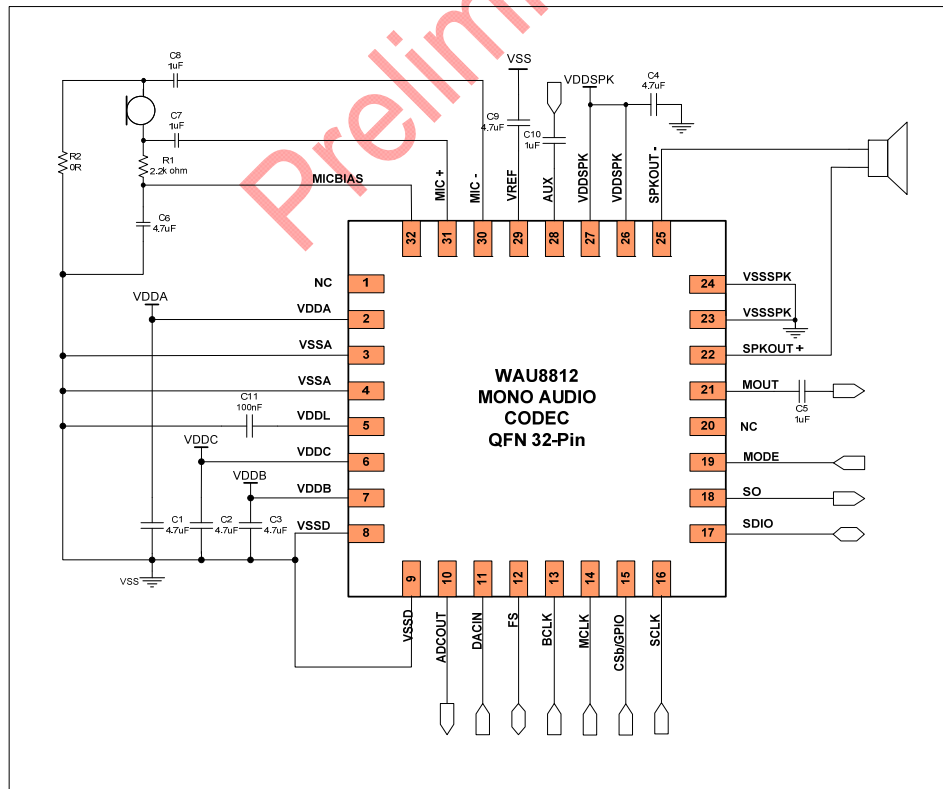 Prelimi
C8
1uF
VSS
VDDSPK
C4
4.7uF
C7
1uF
C9
4.7uF
C10
1uF
R2
0R
R1
2.2k ohm
MICBIAS
MIC +
MIC -
VREF
AUX
VDDSPK
VDDSPK
SPKOUT -
C6
4.7uF
32
31
30
29
28
27
26
25
NC
1
VDDA
VDDA
2
VSSA
3
VSSA
4
C11
100nF
VDDL
5
VDDC
VDDC
6
VDDB
VDDB
7
VSSD
8
C1
4.7uF
C2
4.7uF
C3
4.7uF
VSS
WAU8812
MONO AUDIO
CODEC
QFN 32-Pin
24
VSSSPK
23
VSSSPK
22
SPKOUT +
21
MOUT
C5
1uF
20
NC
19
MODE
18
SO
17
SDIO
9
10
11
12
13
14
15
16
VSSD
ADCOUT
DACIN
FS
BCLK
MCLK
CSb/GPIO
SCLK